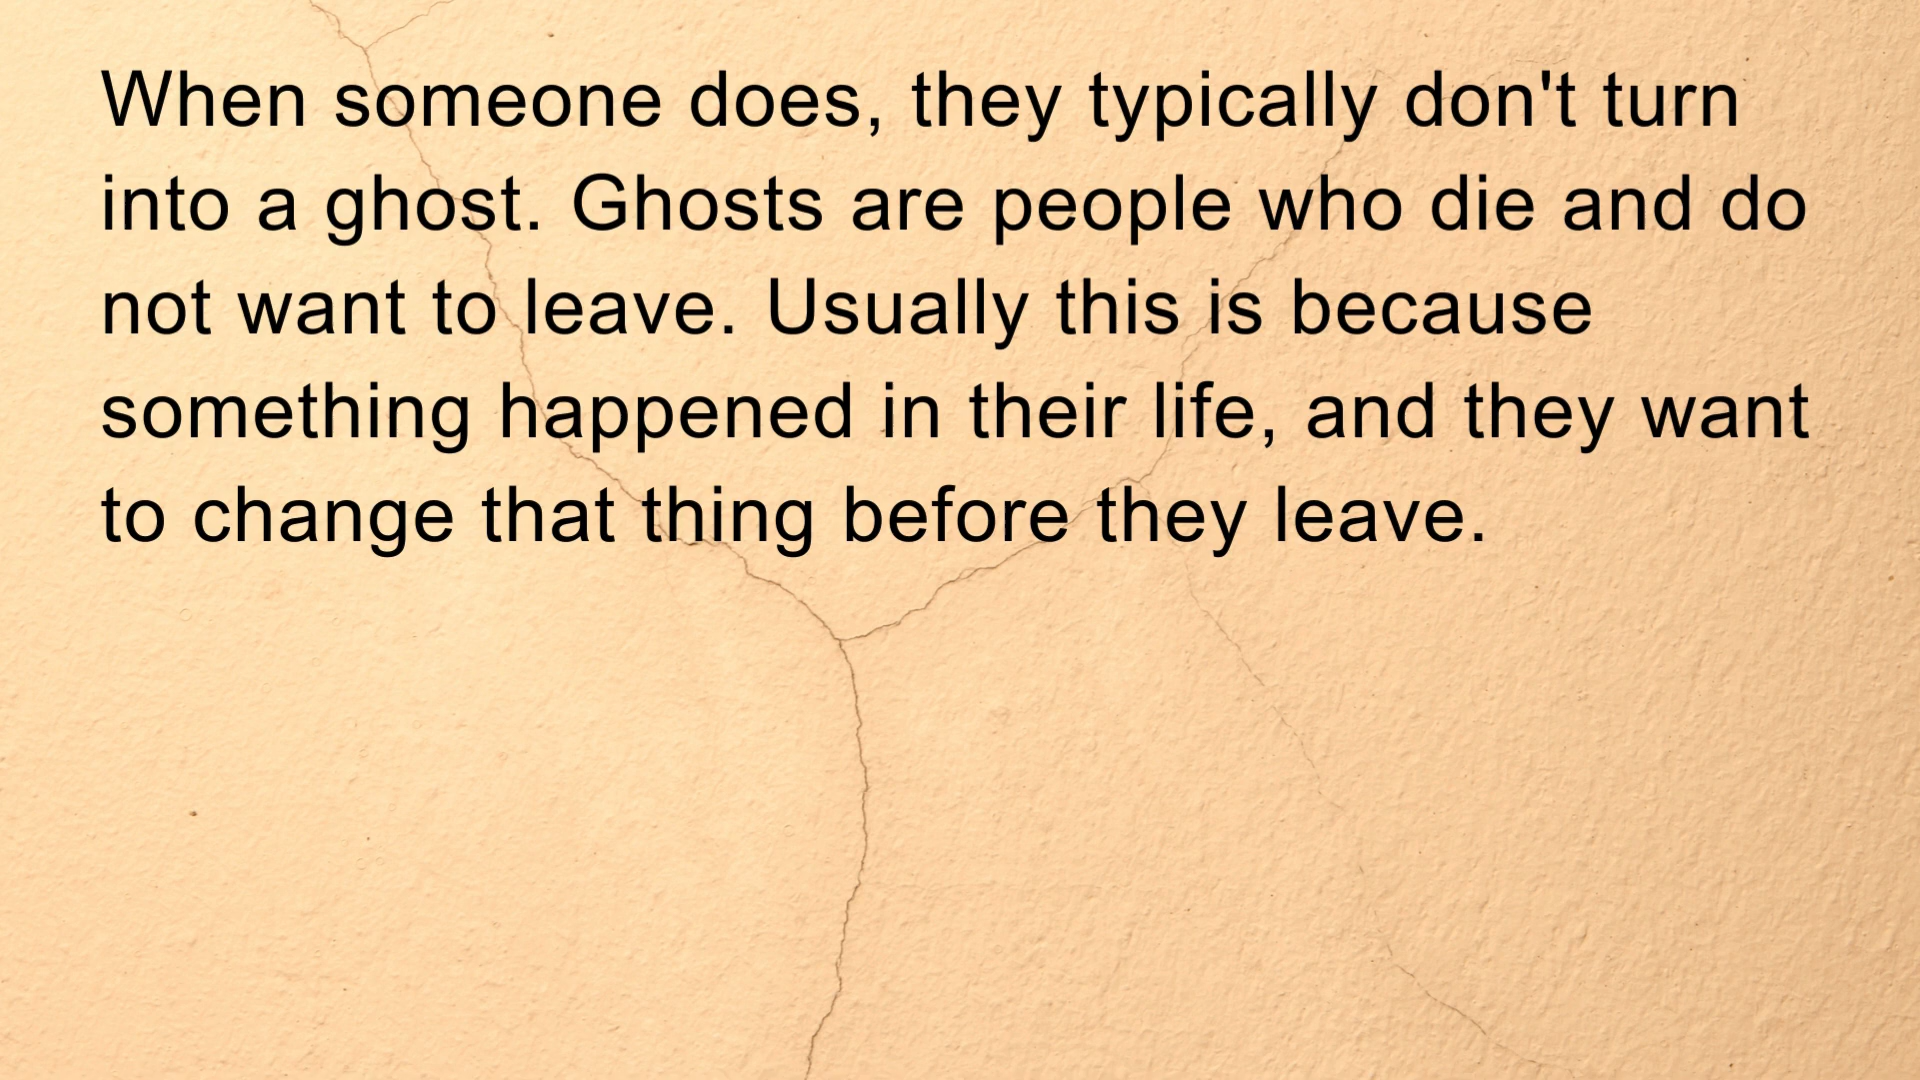 When someone does, they typically don't turn
into a ghost. Ghosts are people who die and do
not want to leave. Usually this is because
something happened in their life, and they want
to change that thing before they leave.